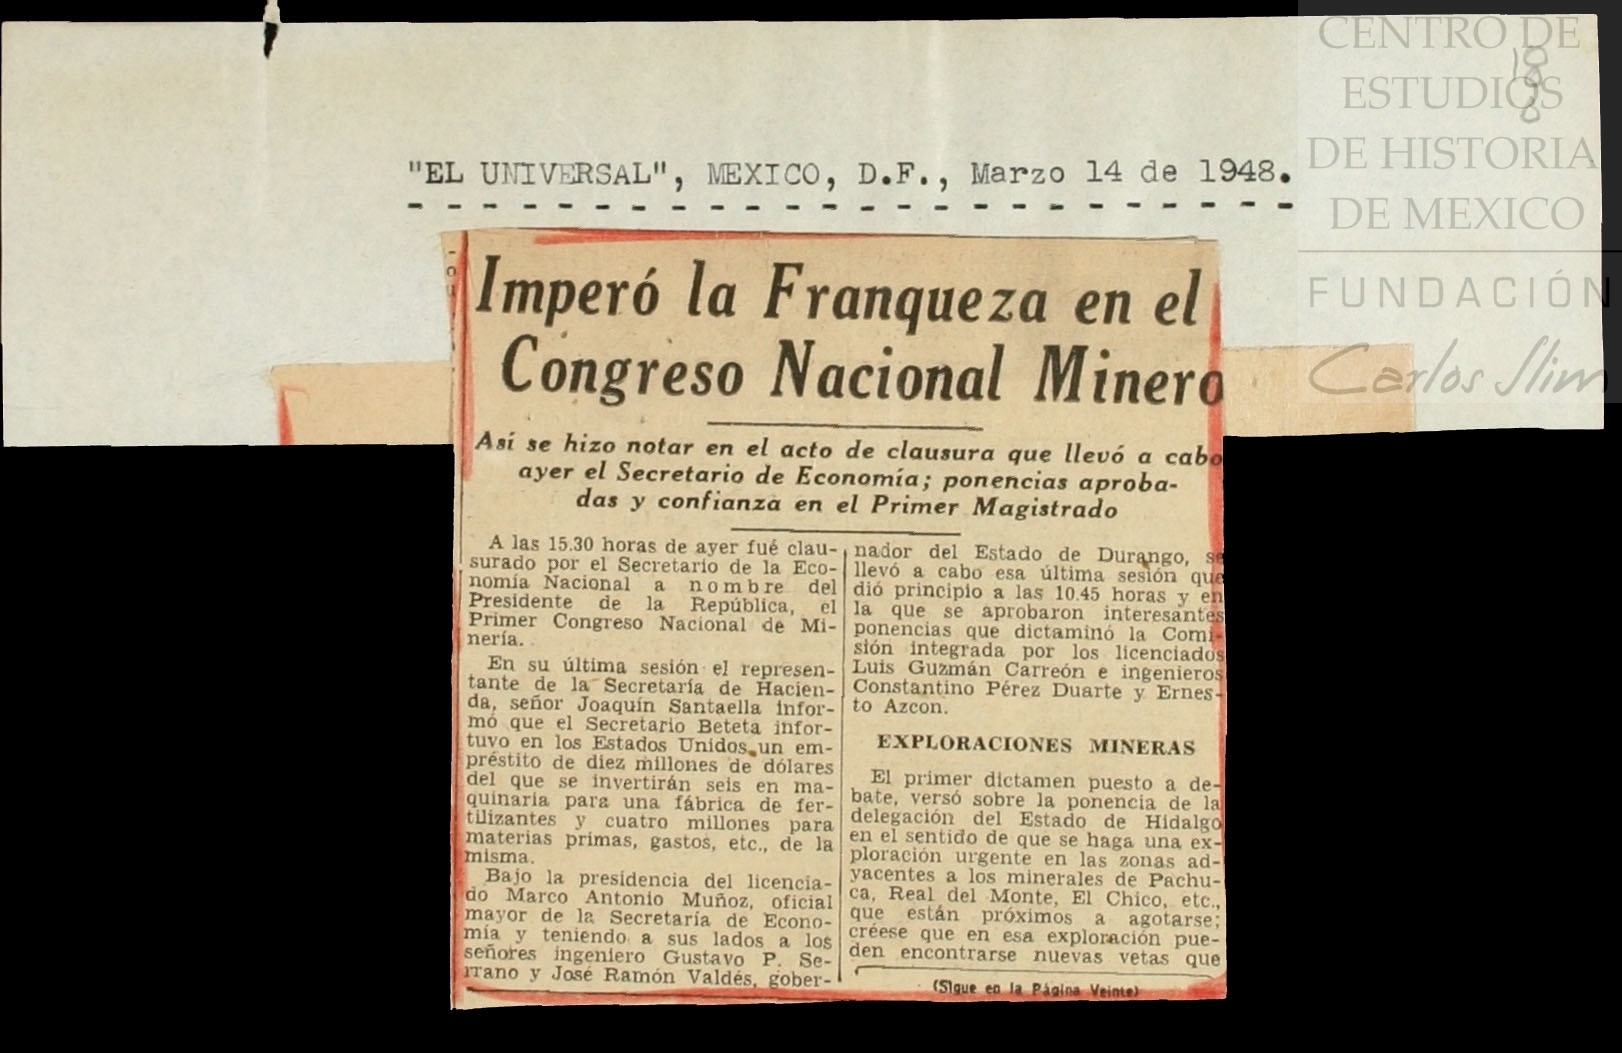 CENTRO DE
ESTUDIOS
DE HISTORIA
DE MEXICO
FUNDACIÓN
Carlos Slim
"EL UNIVERSAL", MEXICO, D.F., Marzo 14 de 1948.
Imperó la Franqueza en el
Congreso Nacional Minero
Así se hizo notar en el acto de clausura que llevó a cabo
ayer el Secretario de Economía; ponencias aproba-
das y confianza en el Primer Magistrado
A las 15.30 horas de ayer fué clau-
surado por el Secretario de la Eco-
nomía Nacional a nombre del
Presidente de la República, el
Primer Congreso Nacional de Mi-
nería.
En su última sesión el represen-
tante de la Secretaría de Hacien-
da, señor Joaquín Santaella infor-
mó que el Secretario Beteta infor-
tuvo en los Estados Unidos un em-
préstito de diez millones de dólares
del que se invertirán seis en ma-
quinaria para una fábrica de fer-
tilizantes y cuatro millones para
materias primas, gastos, etc., de la
misma.
Bajo la presidencia del licencia-
do Marco Antonio Muñoz, oficial
mayor de la Secretaría de Econo-
mía y teniendo a sus lados a los
señores ingeniero Gustavo P. Se-
rrano y José Ramón Valdés, gober-
nador del Estado de Durango, se
llevó a cabo esa última sesión que
dió principio a las 10.45 horas y en
la que se aprobaron interesantes
ponencias que dictaminó la Comi-
sión integrada por los licenciados
Luis Guzmán Carreón e ingenieros
Constantino Pérez Duarte y Ernes-
to Azcon.
EXPLORACIONES MINERAS
El primer dictamen puesto a de-
bate, versó sobre la ponencia de la
delegación del Estado de Hidalgo
en el sentido de que se haga una ex-
ploración urgente en las zonas ad-
yacentes a los minerales de Pachu-
ca, Real del Monte, El Chico, etc.,
que están próximos a agotarse;
créese que en esa exploración pue-
den encontrarse nuevas vetas que
(Sigue en la Página Veinte)